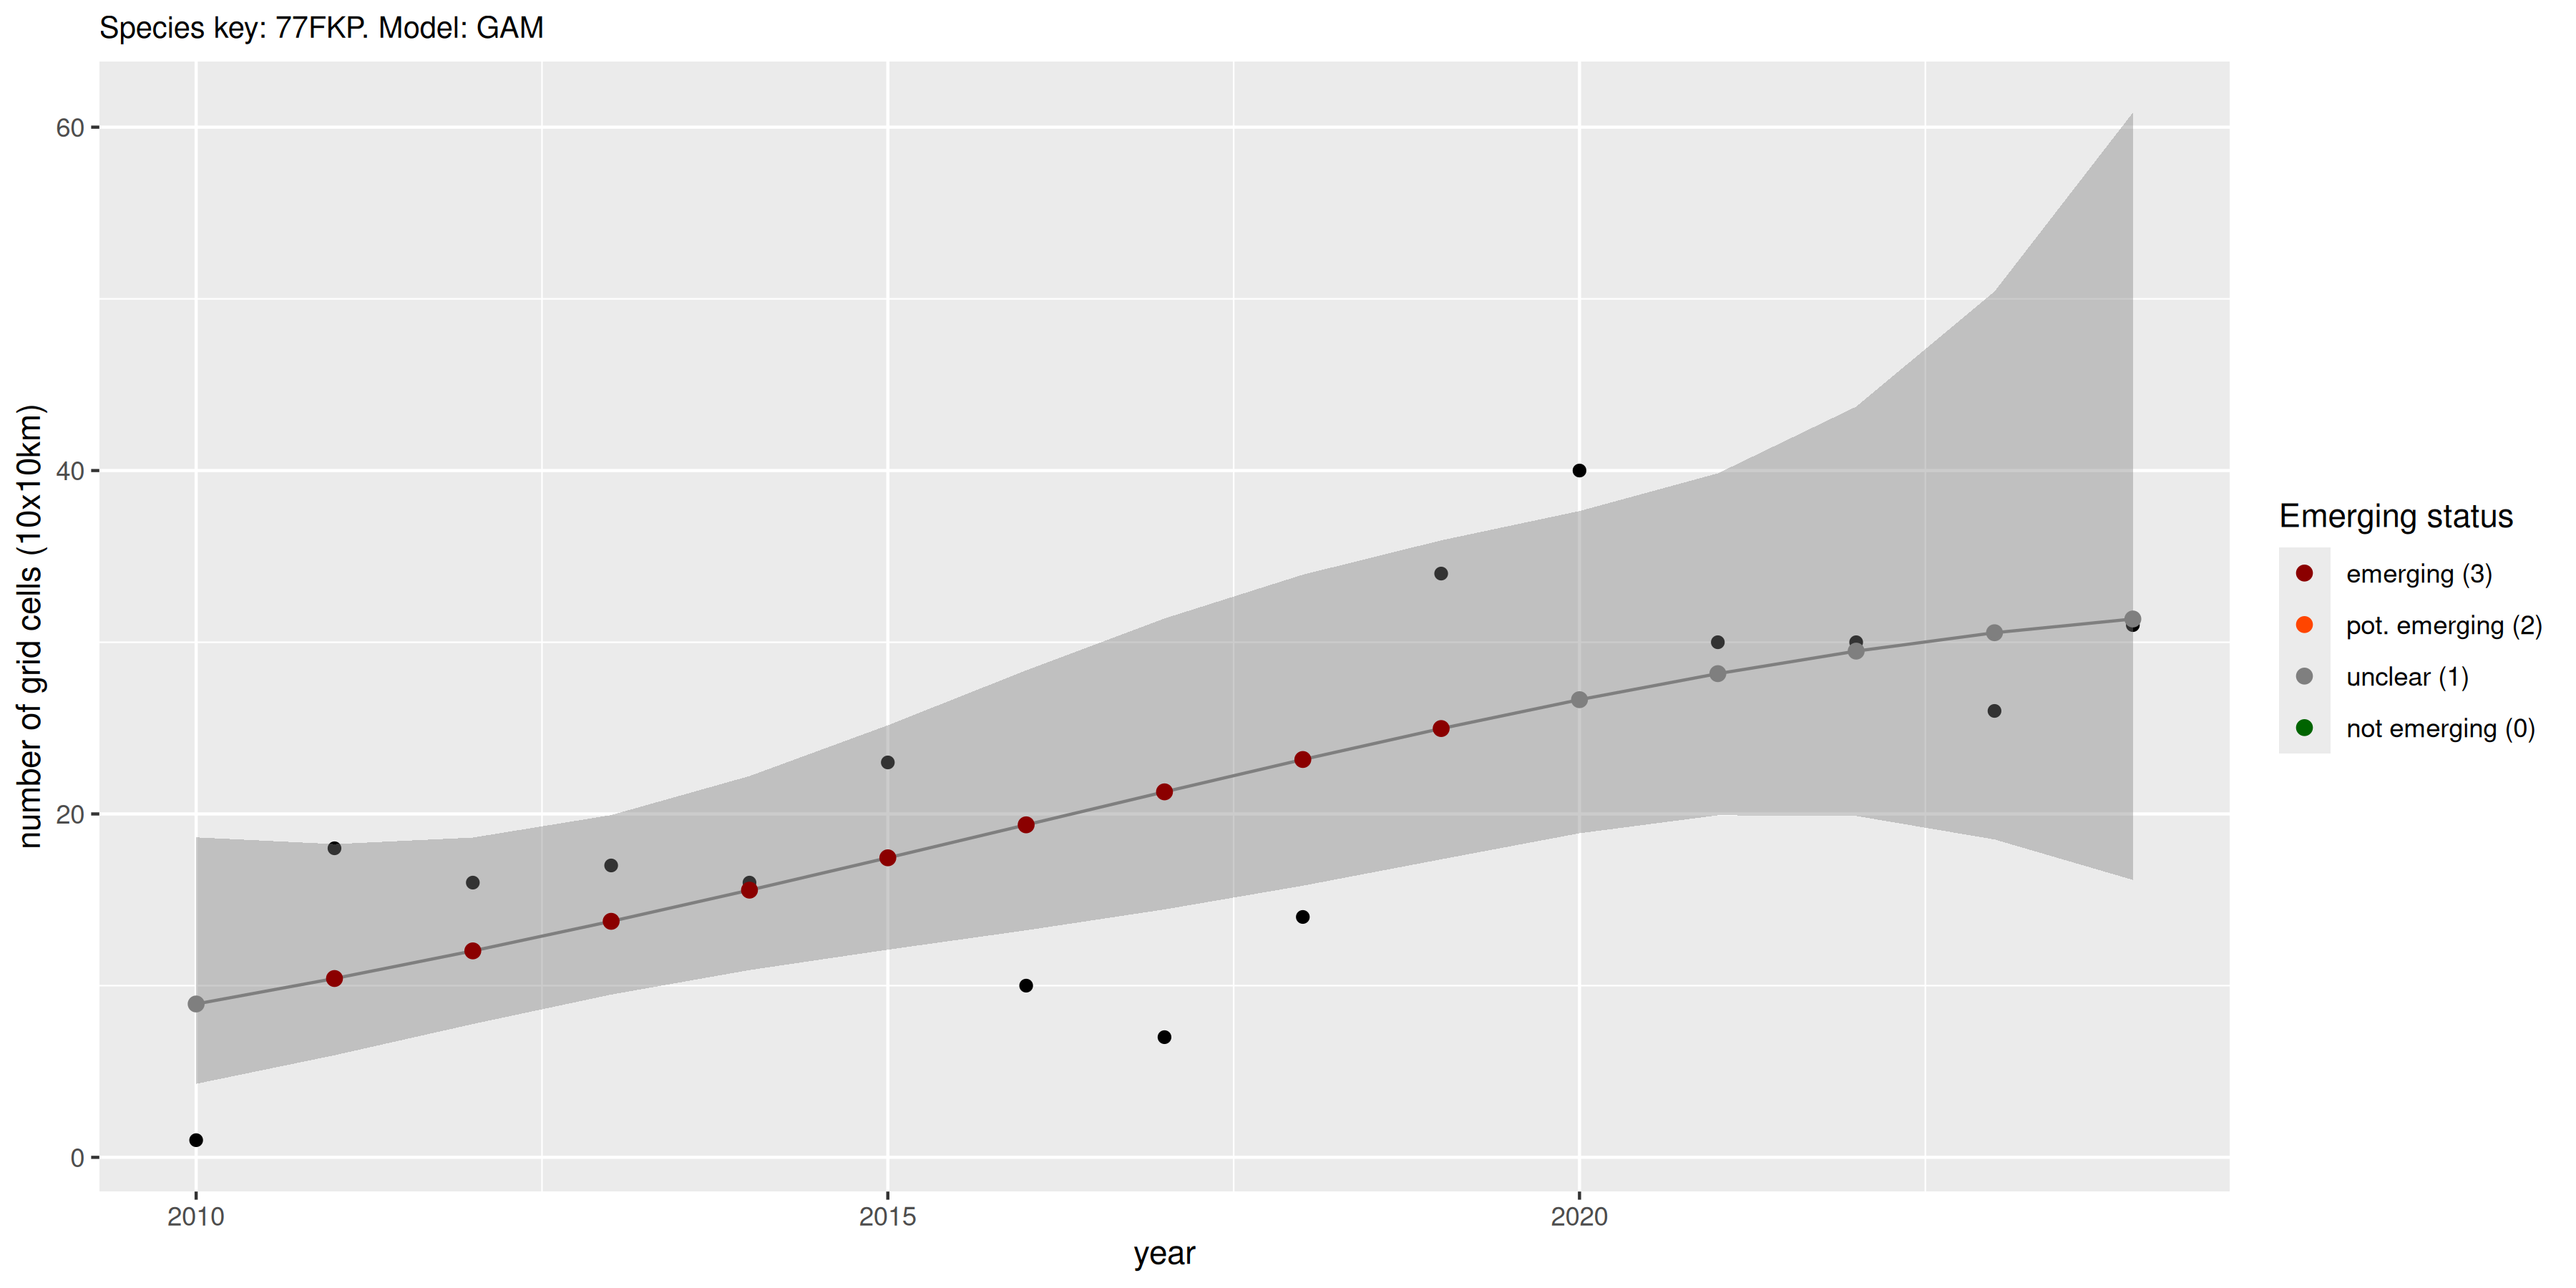 Species key: 77FKP. Model: GAM
60
40
20
0
number of grid cells (10x10km)
2010
2015
2020
year
Emerging status
emerging (3)
pot. emerging (2)
unclear (1)
not emerging (0)